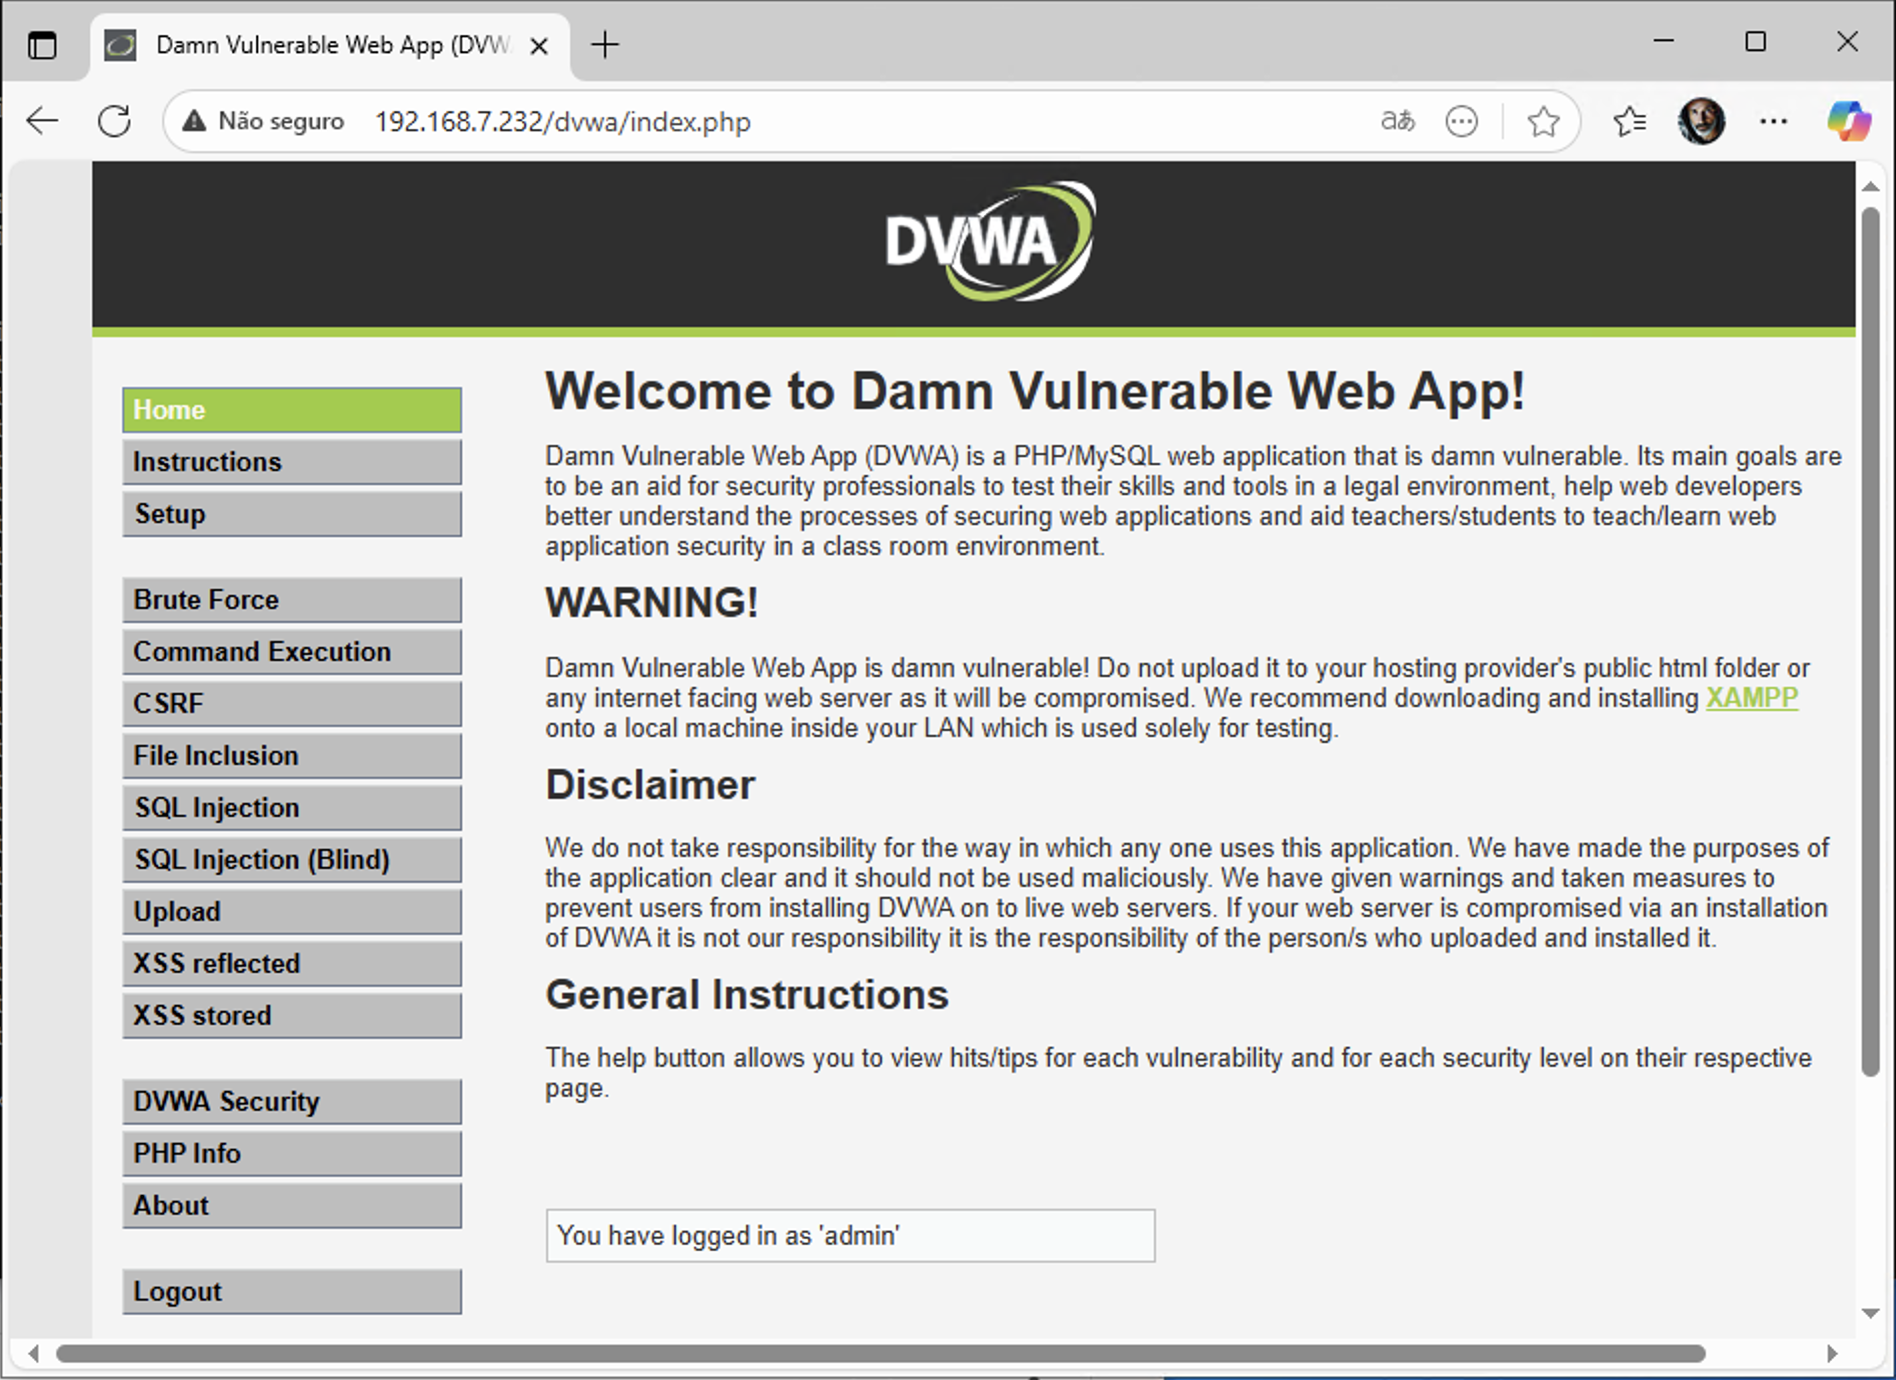 Damn Vulnerable Web App (DVW
Não seguro
192.168.7.232/dvwa/index.php
aあ
DVWA
Home
Instructions
Setup
Brute Force
Command Execution
CSRF
File Inclusion
SQL Injection
SQL Injection (Blind)
Upload
XSS reflected
XSS stored
DVWA Security
PHP Info
About
Logout
Welcome to Damn Vulnerable Web App!
Damn Vulnerable Web App (DVWA) is a PHP/MySQL web application that is damn vulnerable. Its main goals are
to be an aid for security professionals to test their skills and tools in a legal environment, help web developers
better understand the processes of securing web applications and aid teachers/students to teach/learn web
application security in a class room environment.
WARNING!
Damn Vulnerable Web App is damn vulnerable! Do not upload it to your hosting provider's public html folder or
any internet facing web server as it will be compromised. We recommend downloading and installing XAMPP
onto a local machine inside your LAN which is used solely for testing.
Disclaimer
We do not take responsibility for the way in which any one uses this application. We have made the purposes of
the application clear and it should not be used maliciously. We have given warnings and taken measures to
prevent users from installing DVWA on to live web servers. If your web server is compromised via an installation
of DVWA it is not our responsibility it is the responsibility of the person/s who uploaded and installed it.
General Instructions
The help button allows you to view hits/tips for each vulnerability and for each security level on their respective
page.
You have logged in as 'admin'